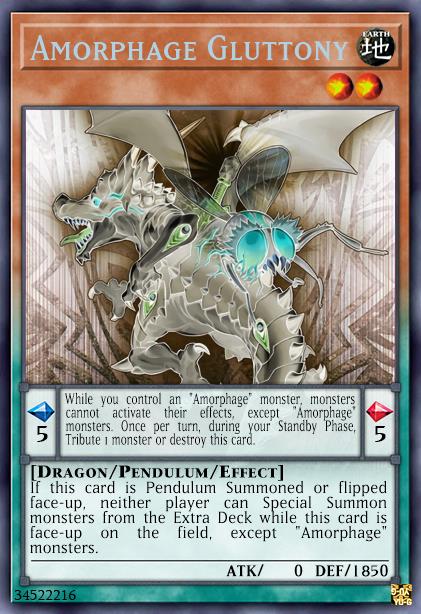 AMORPHAGE GLUTTONY
EARTH
地
While you control an "Amorphage" monster, monsters
cannot activate their effects, except "Amorphage"
monsters. Once per turn, during your Standby Phase,
Tribute 1 monster or destroy this card.
5
5
[DRAGON/PENDULUM/EFFECT]
If this card is Pendulum Summoned or flipped
face-up, neither player can Special Summon
monsters from the Extra Deck while this card is
face-up on the field, except "Amorphage"
monsters.
ATK/ 0 DEF/1850
34522216